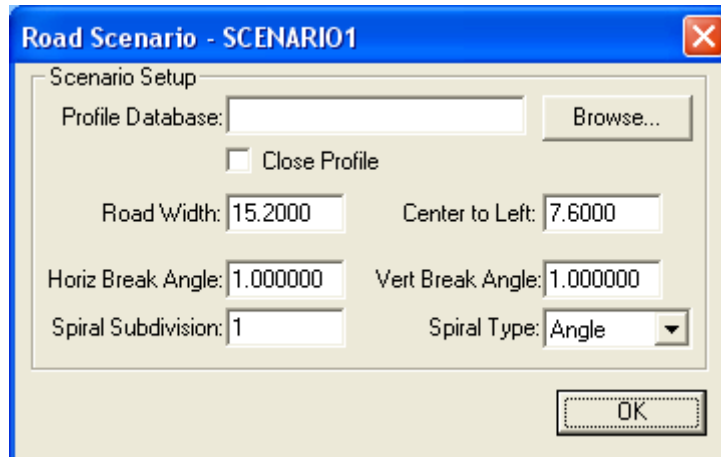 Road Scenario - SCENARIO1
Scenario Setup
Profile Database: Browse...
Close Profile
Road Width: 15.2000 Center to Left: 7.6000
Horiz Break Angle: 1.000000 Vert Break Angle: 1.000000
Spiral Subdivision: 1 Spiral Type: Angle
OK